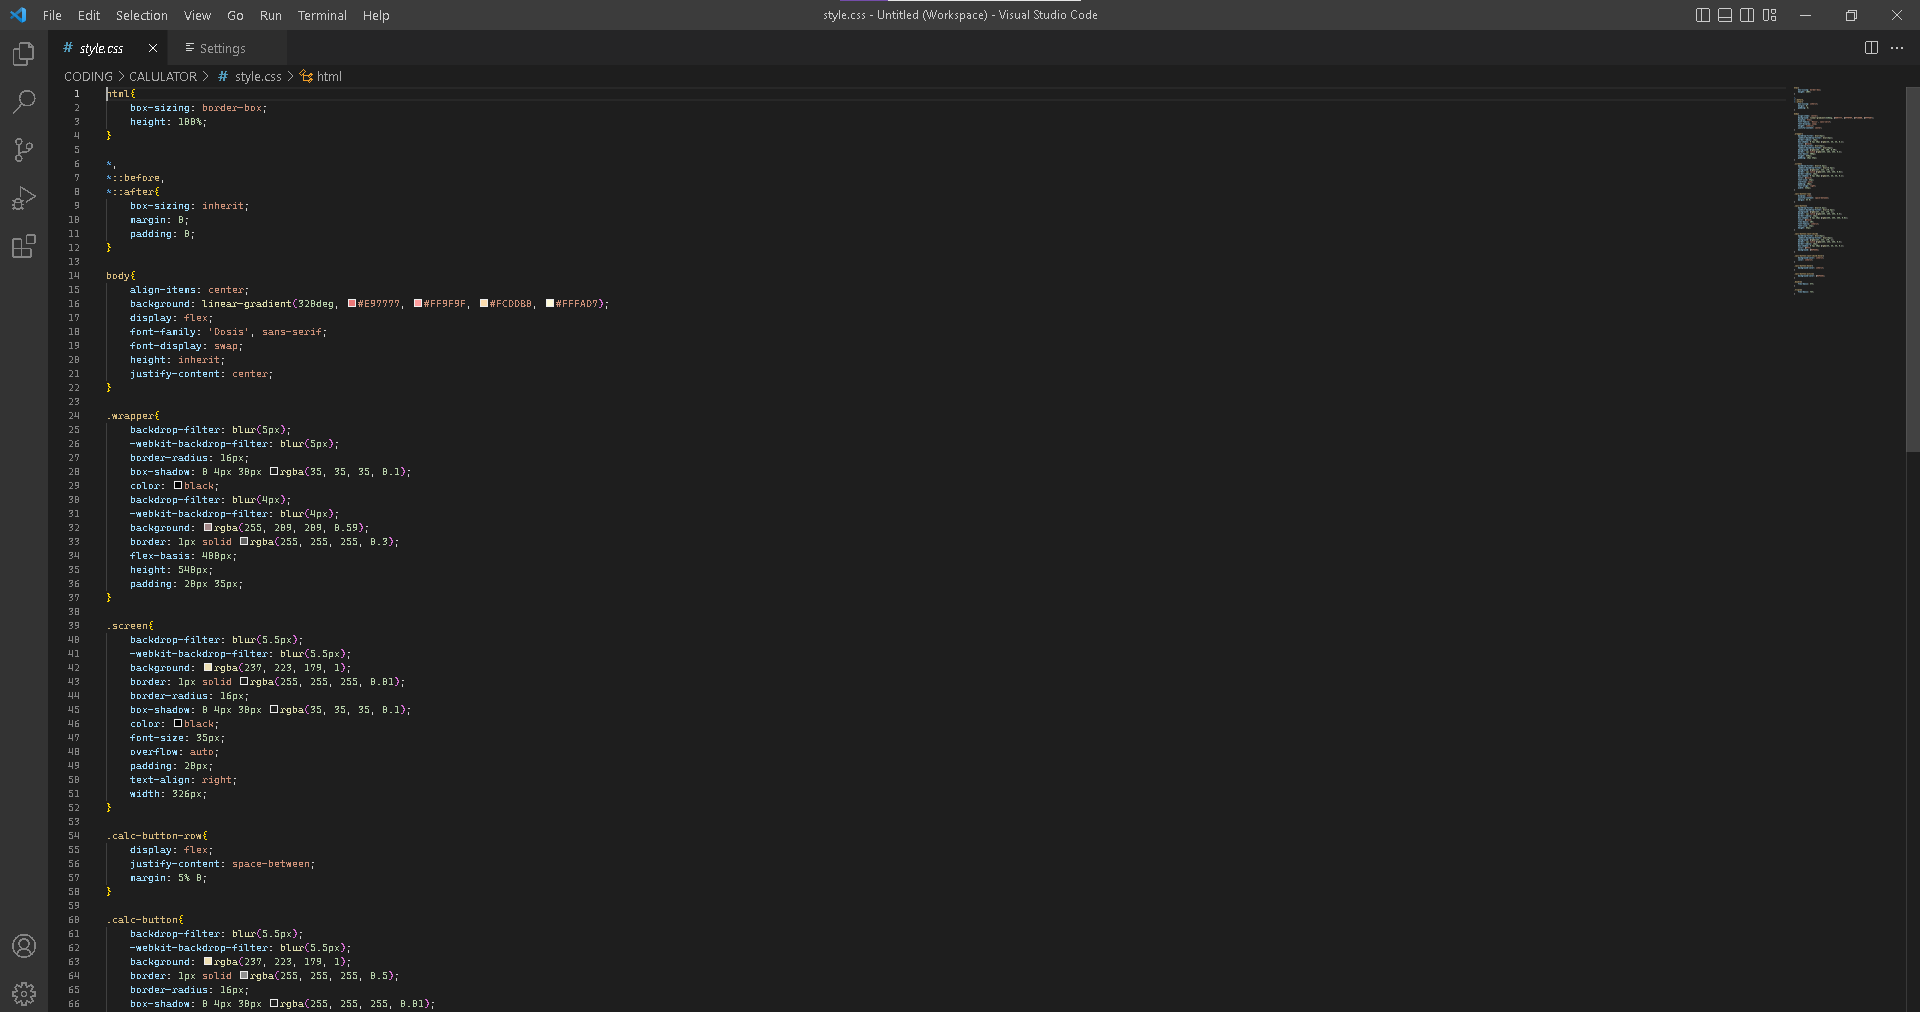 File Edit Selection View Go Run Terminal Help
style.css - Untitled (Workspace) - Visual Studio Code
# style.css Settings
CODING > CALULATOR > # style.css > html
1 html{
2 box-sizing: border-box;
3 height: 100%;
4 }
5
6 *,
7 *::before,
8 *::after{
9 box-sizing: inherit;
10 margin: 0;
11 padding: 0;
12 }
13
14 body{
15 align-items: center;
16 background: linear-gradient(320deg, #E97777, #FF9F9F, #FCDDB0, #FFFAD7);
17 display: flex;
18 font-family: 'Dosis', sans-serif;
19 font-display: swap;
20 height: inherit;
21 justify-content: center;
22 }
23
24 .wrapper{
25 backdrop-filter: blur(5px);
26 -webkit-backdrop-filter: blur(5px);
27 border-radius: 16px;
28 box-shadow: 0 4px 30px rgba(35, 35, 35, 0.1);
29 color: black;
30 backdrop-filter: blur(4px);
31 -webkit-backdrop-filter: blur(4px);
32 background: rgba(255, 209, 209, 0.59);
33 border: 1px solid rgba(255, 255, 255, 0.3);
34 flex-basis: 400px;
35 height: 540px;
36 padding: 20px 35px;
37 }
38
39 .screen{
40 backdrop-filter: blur(5.5px);
41 -webkit-backdrop-filter: blur(5.5px);
42 background: rgba(237, 223, 179, 1);
43 border: 1px solid rgba(255, 255, 255, 0.01);
44 border-radius: 16px;
45 box-shadow: 0 4px 30px rgba(35, 35, 35, 0.1);
46 color: black;
47 font-size: 35px;
48 overflow: auto;
49 padding: 20px;
50 text-align: right;
51 width: 326px;
52 }
53
54 .calc-button-row{
55 display: flex;
56 justify-content: space-between;
57 margin: 5% 0;
58 }
59
60 .calc-button{
61 backdrop-filter: blur(5.5px);
62 -webkit-backdrop-filter: blur(5.5px);
63 background: rgba(237, 223, 179, 1);
64 border: 1px solid rgba(255, 255, 255, 0.5);
65 border-radius: 16px;
66 box-shadow: 0 4px 30px rgba(255, 255, 255, 0.01);